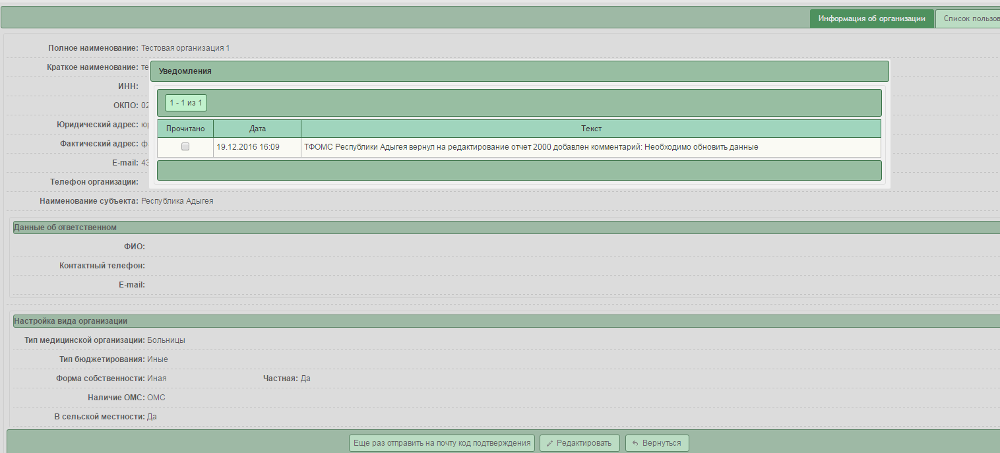 Информация об организации
Список пользов
Полное наименование: Тестовая организация 1
Краткое наименование: те
Уведомления
ИНН:
1 - 1 из 1
ОКПО: 02
Юридический адрес: юр
Прочитано Дата Текст
Фактический адрес:
19.12.2016 16:09 ТФОМС Республики Адыгея вернул на редактирование отчет 2000 добавлен комментарий: Необходимо обновить данные
E-mail: 43
Телефон организации:
Наименование субъекта: Республика Адыгея
Данные об ответственном
ФИО:
Контактный телефон:
E-mail:
Настройка вида организации
Тип медицинской организации: Больницы
Тип бюджетирования: Иные
Форма собственности: Иная Частная: Да
Наличие ОМС: ОМС
В сельской местности: Да
Еще раз отправить на почту код подтверждения Редактировать Вернуться